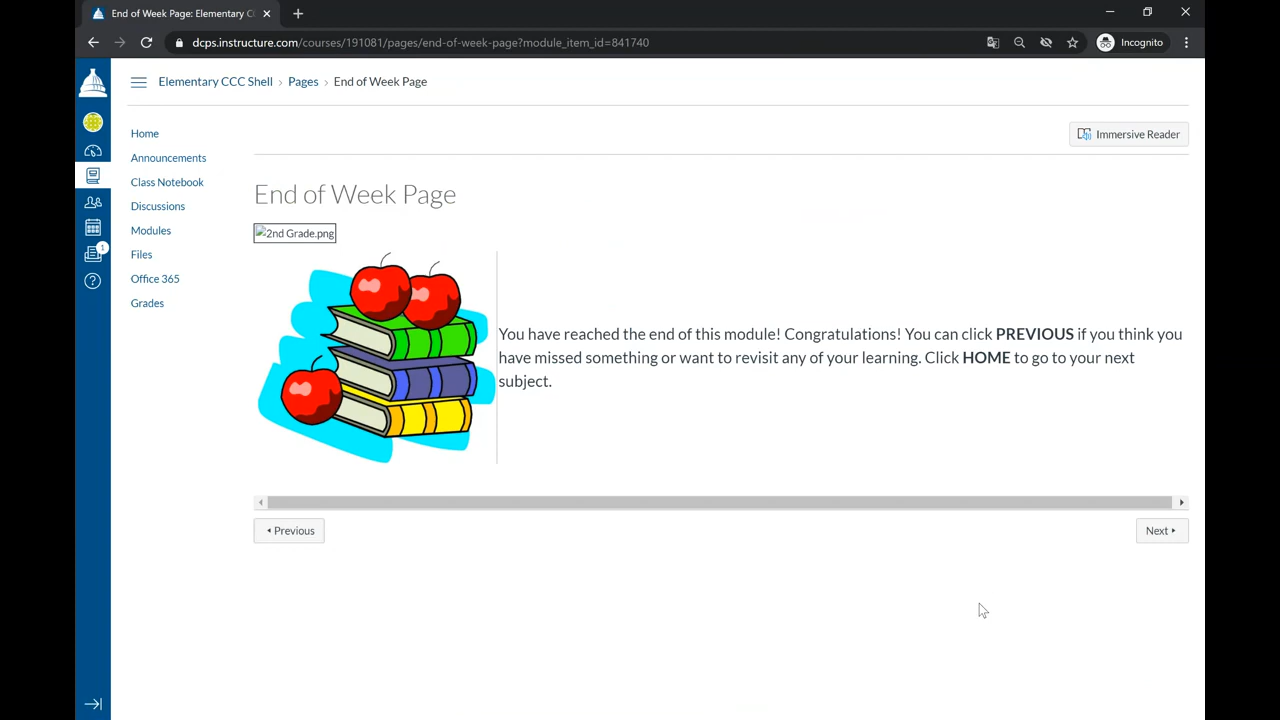 End of Week Page: Elementary CC
dcps.instructure.com/courses/191081/pages/end-of-week-page?module_item_id=841740
Incognito
Elementary CCC Shell › Pages › End of Week Page
Home
Announcements
Class Notebook
Discussions
Modules
Files
Office 365
Grades
1
Immersive Reader
End of Week Page
2nd Grade.png
You have reached the end of this module! Congratulations! You can click PREVIOUS if you think you
have missed something or want to revisit any of your learning. Click HOME to go to your next
subject.
Previous
Next